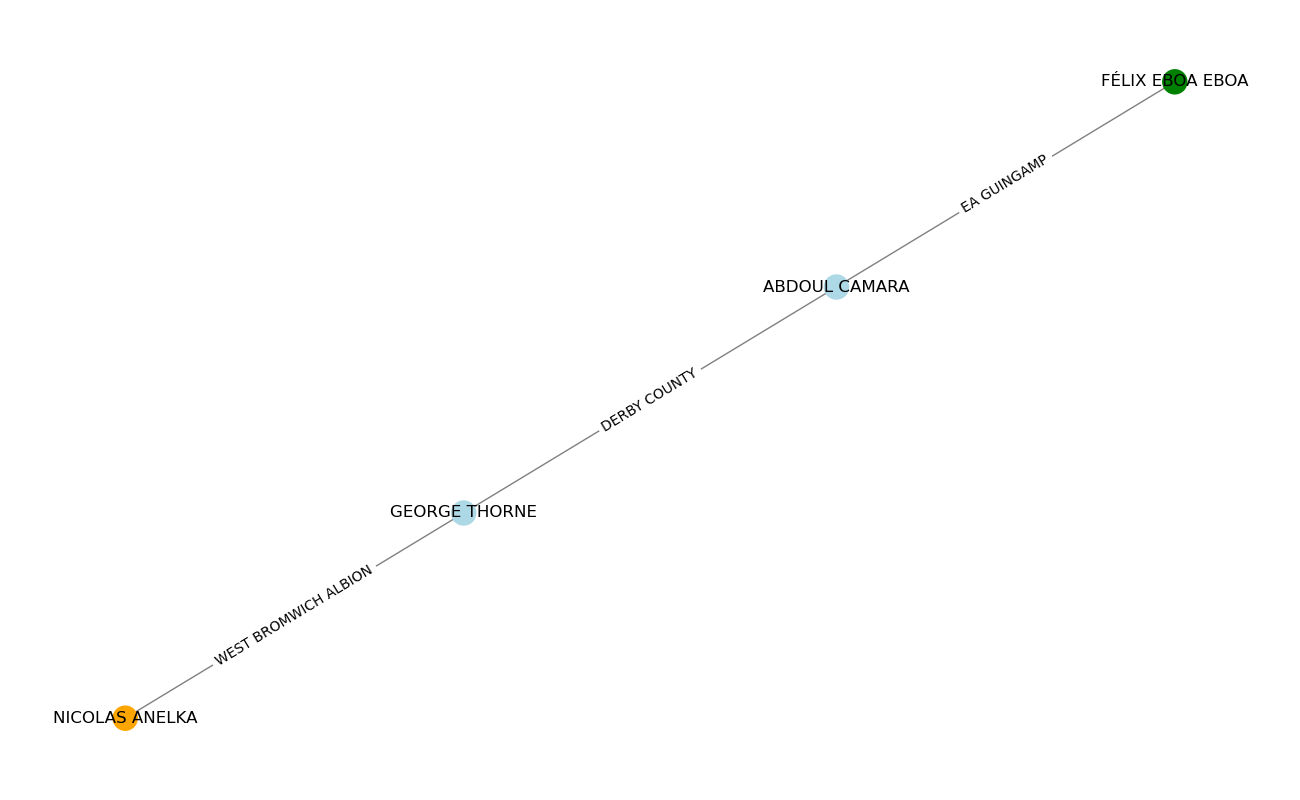 FÉLIX EBOA EBOA
EA GUINGAMP
ABDOUL CAMARA
DERBY COUNTY
GEORGE THORNE
WEST BROMWICH ALBION
NICOLAS ANELKA